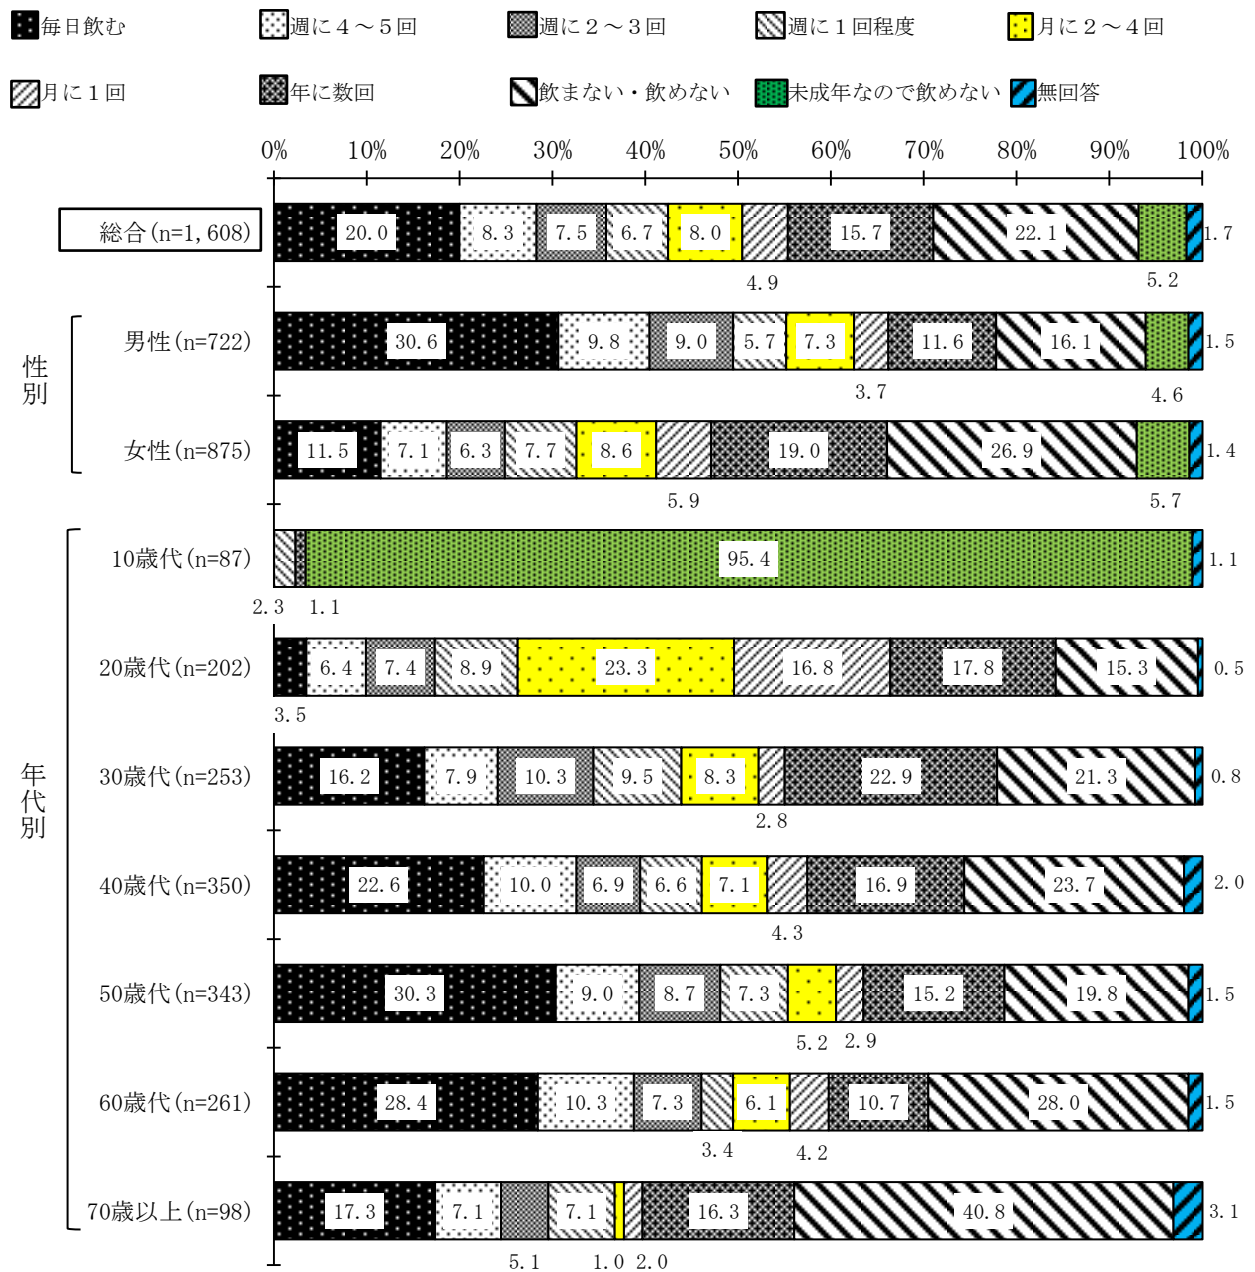 毎日飲む 週に４～５回 週に２～３回 週に１回程度 月に２～４回
月に１回 年に数回 飲まない・飲めない 未成年なので飲めない 無回答
0% 10% 20% 30% 40% 50% 60% 70% 80% 90% 100%
総合(n=1,608) 20.0 8.3 7.5 6.7 8.0 15.7 22.1 1.7
4.9 5.2
性別
男性(n=722) 30.6 9.8 9.0 5.7 7.3 11.6 16.1 1.5
3.7 4.6
女性(n=875) 11.5 7.1 6.3 7.7 8.6 19.0 26.9 1.4
5.9 5.7
年代別
10歳代(n=87) 95.4 1.1
2.3 1.1
20歳代(n=202) 6.4 7.4 8.9 23.3 16.8 17.8 15.3 0.5
3.5
30歳代(n=253) 16.2 7.9 10.3 9.5 8.3 22.9 21.3 0.8
2.8
40歳代(n=350) 22.6 10.0 6.9 6.6 7.1 16.9 23.7 2.0
4.3
50歳代(n=343) 30.3 9.0 8.7 7.3 15.2 19.8 1.5
5.2 2.9
60歳代(n=261) 28.4 10.3 7.3 6.1 10.7 28.0 1.5
3.4 4.2
70歳以上(n=98) 17.3 7.1 7.1 16.3 40.8 3.1
5.1 1.0 2.0